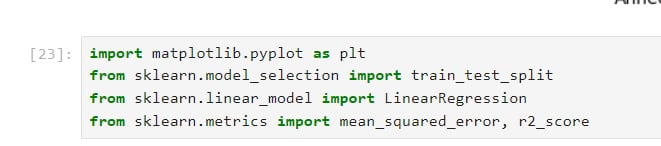 [23]:
import matplotlib.pyplot as plt
from sklearn.model_selection import train_test_split
from sklearn.linear_model import LinearRegression
from sklearn.metrics import mean_squared_error, r2_score